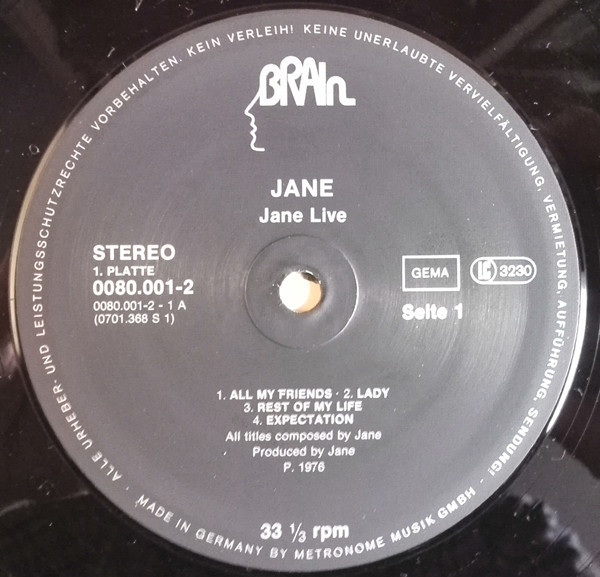 ALLE URHEBER- UND LEISTUNGSSCHUTZRECHTE VORBEHALTEN· KEIN VERLEIH! KEINE UNERLAUBTE VERVIELFÄLTIGUNG, VERMIETUNG, AUFFÜHRUNG, SENDUNG!
BRAIn
JANE
Jane Live
STEREO
1. PLATTE
0080.001-2
0080.001-2 - 1 A
(0701.368 S 1)
GEMA
LC 3230
Seite 1
1. ALL MY FRIENDS · 2. LADY
3. REST OF MY LIFE
4. EXPECTATION
All titles composed by Jane
Produced by Jane
P. 1976
33 1/3 rpm
· MADE IN GERMANY BY METRONOME MUSIK GMBH ·